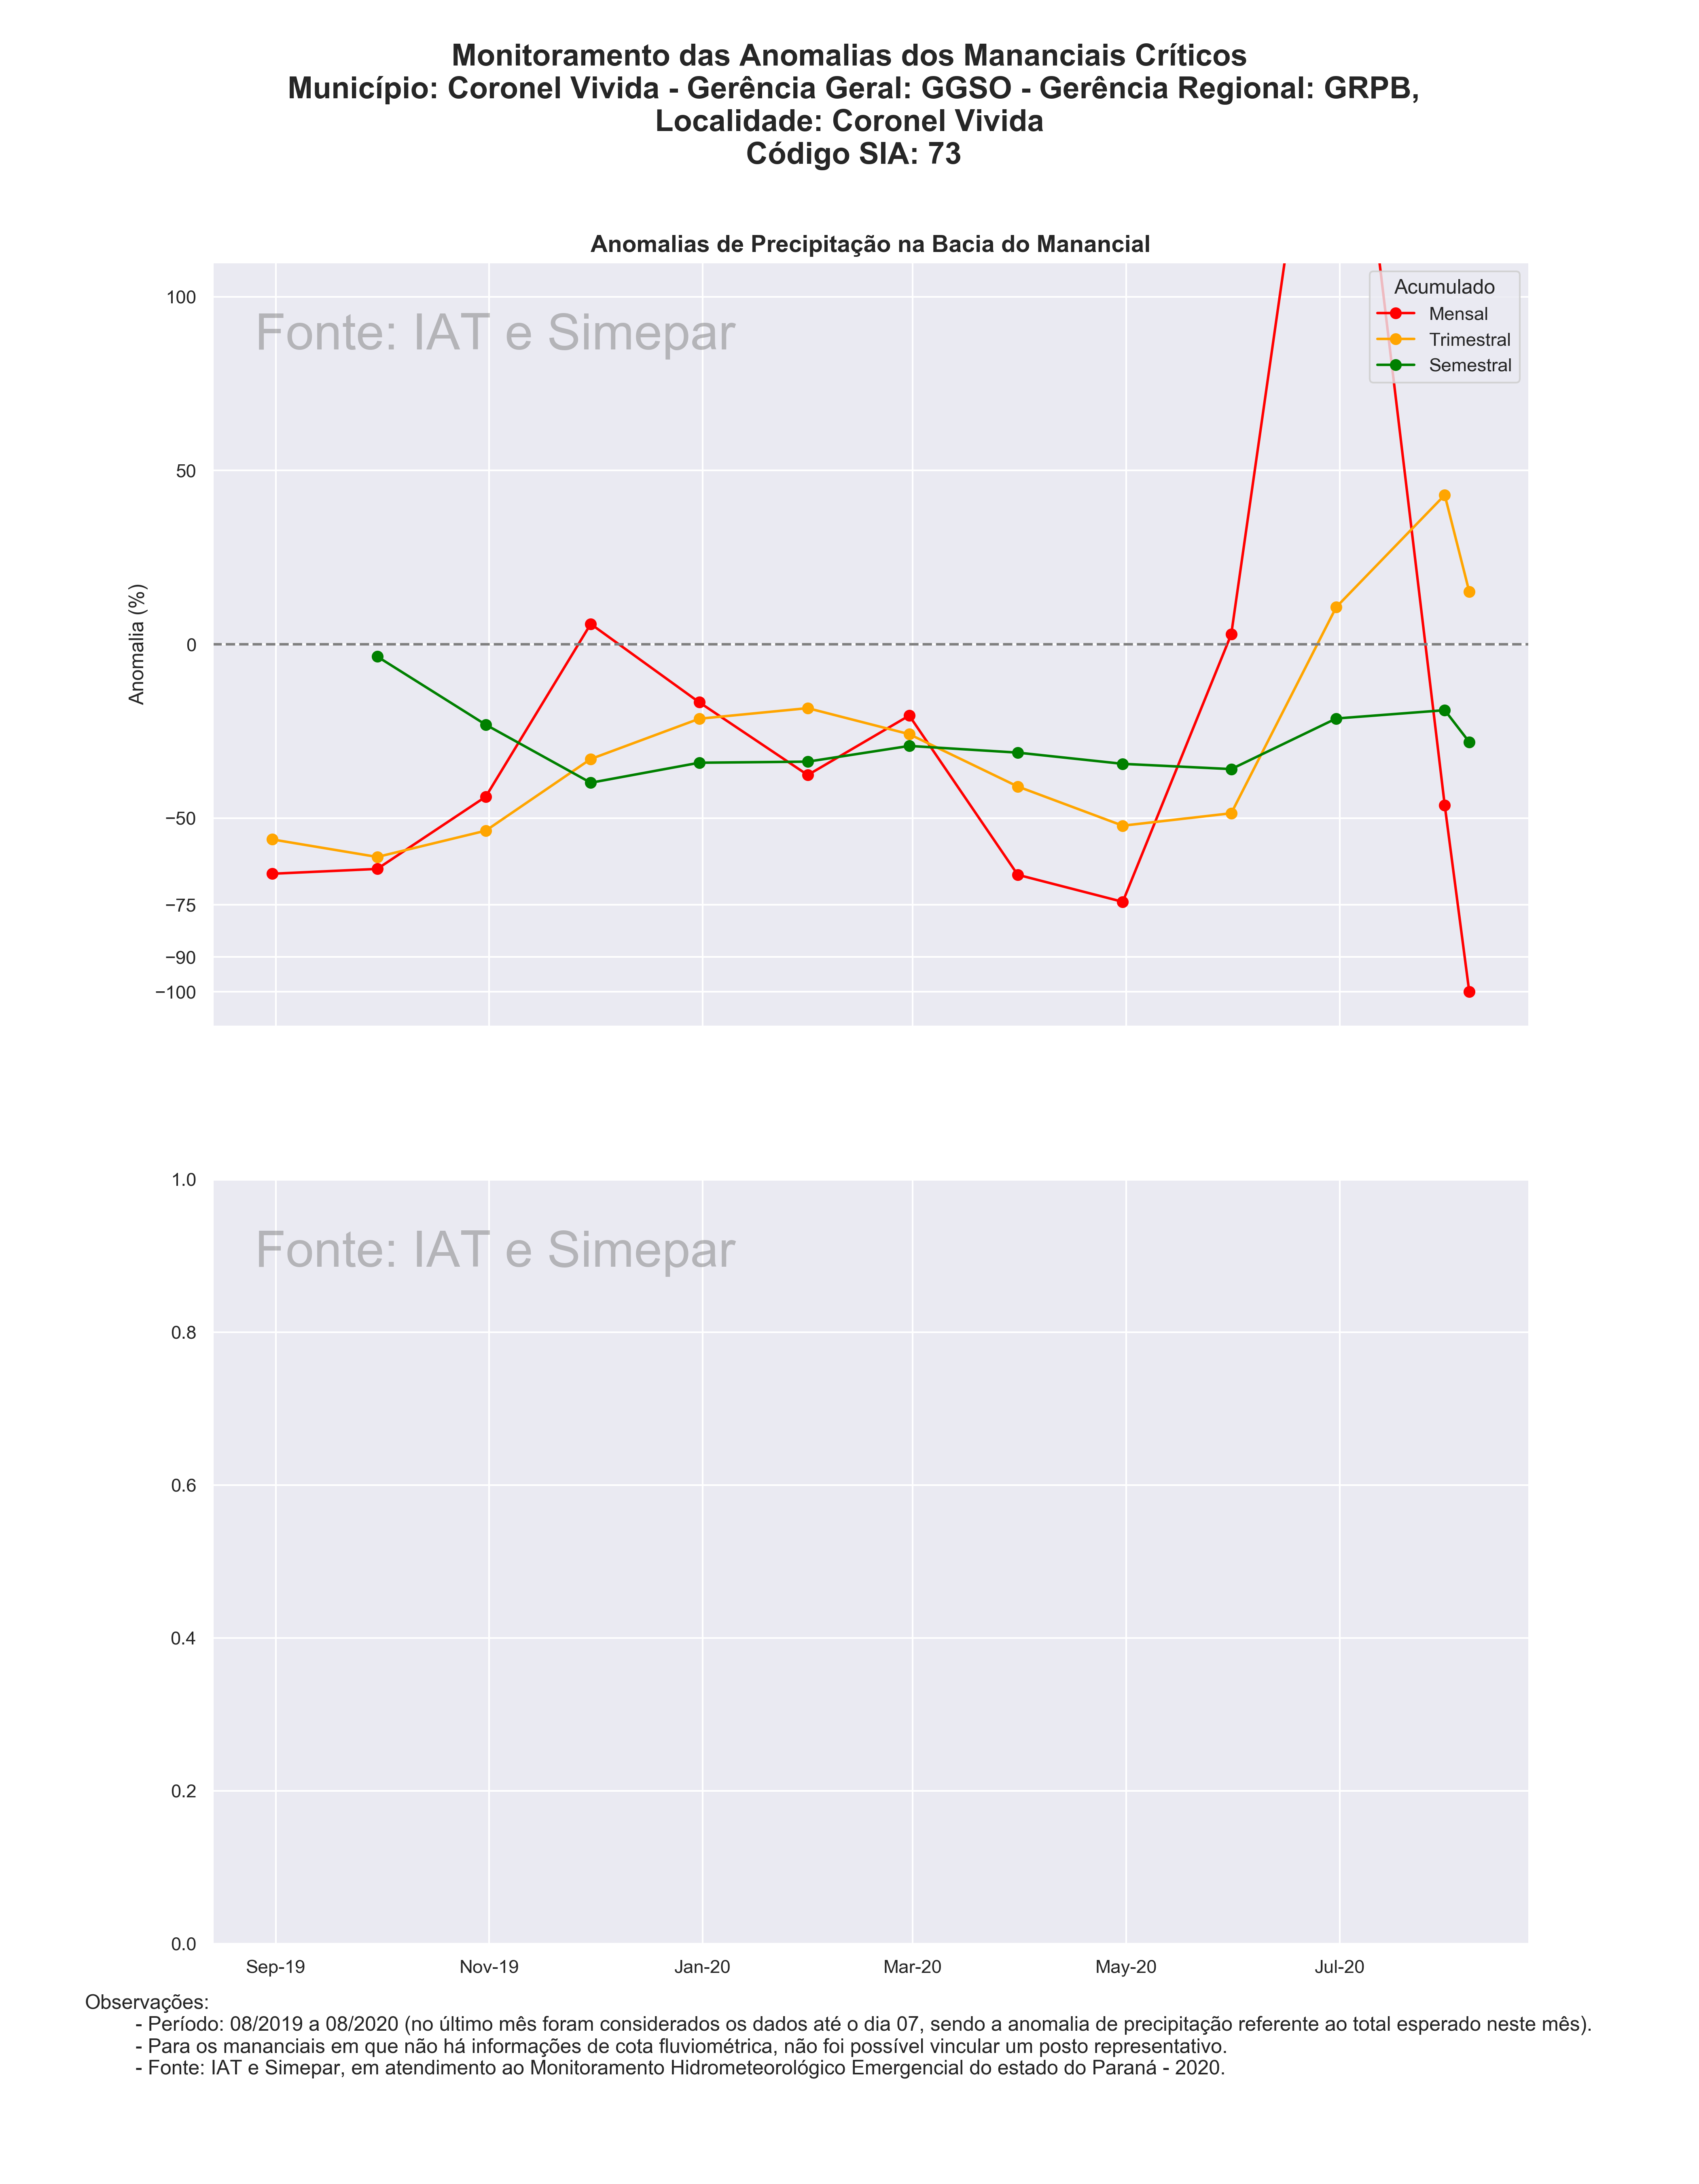 Monitoramento das Anomalias dos Mananciais Críticos
Município: Coronel Vivida - Gerência Geral: GGSO - Gerência Regional: GRPB,
Localidade: Coronel Vivida
Código SIA: 73
Anomalias de Precipitação na Bacia do Manancial
Fonte: IAT e Simepar
Acumulado
Mensal
Trimestral
Semestral
Anomalia (%)
100
50
0
−50
−75
−90
−100
Fonte: IAT e Simepar
1.0
0.8
0.6
0.4
0.2
0.0
Sep-19 Nov-19 Jan-20 Mar-20 May-20 Jul-20
Observações:
- Período: 08/2019 a 08/2020 (no último mês foram considerados os dados até o dia 07, sendo a anomalia de precipitação referente ao total esperado neste mês).
- Para os mananciais em que não há informações de cota fluviométrica, não foi possível vincular um posto representativo.
- Fonte: IAT e Simepar, em atendimento ao Monitoramento Hidrometeorológico Emergencial do estado do Paraná - 2020.